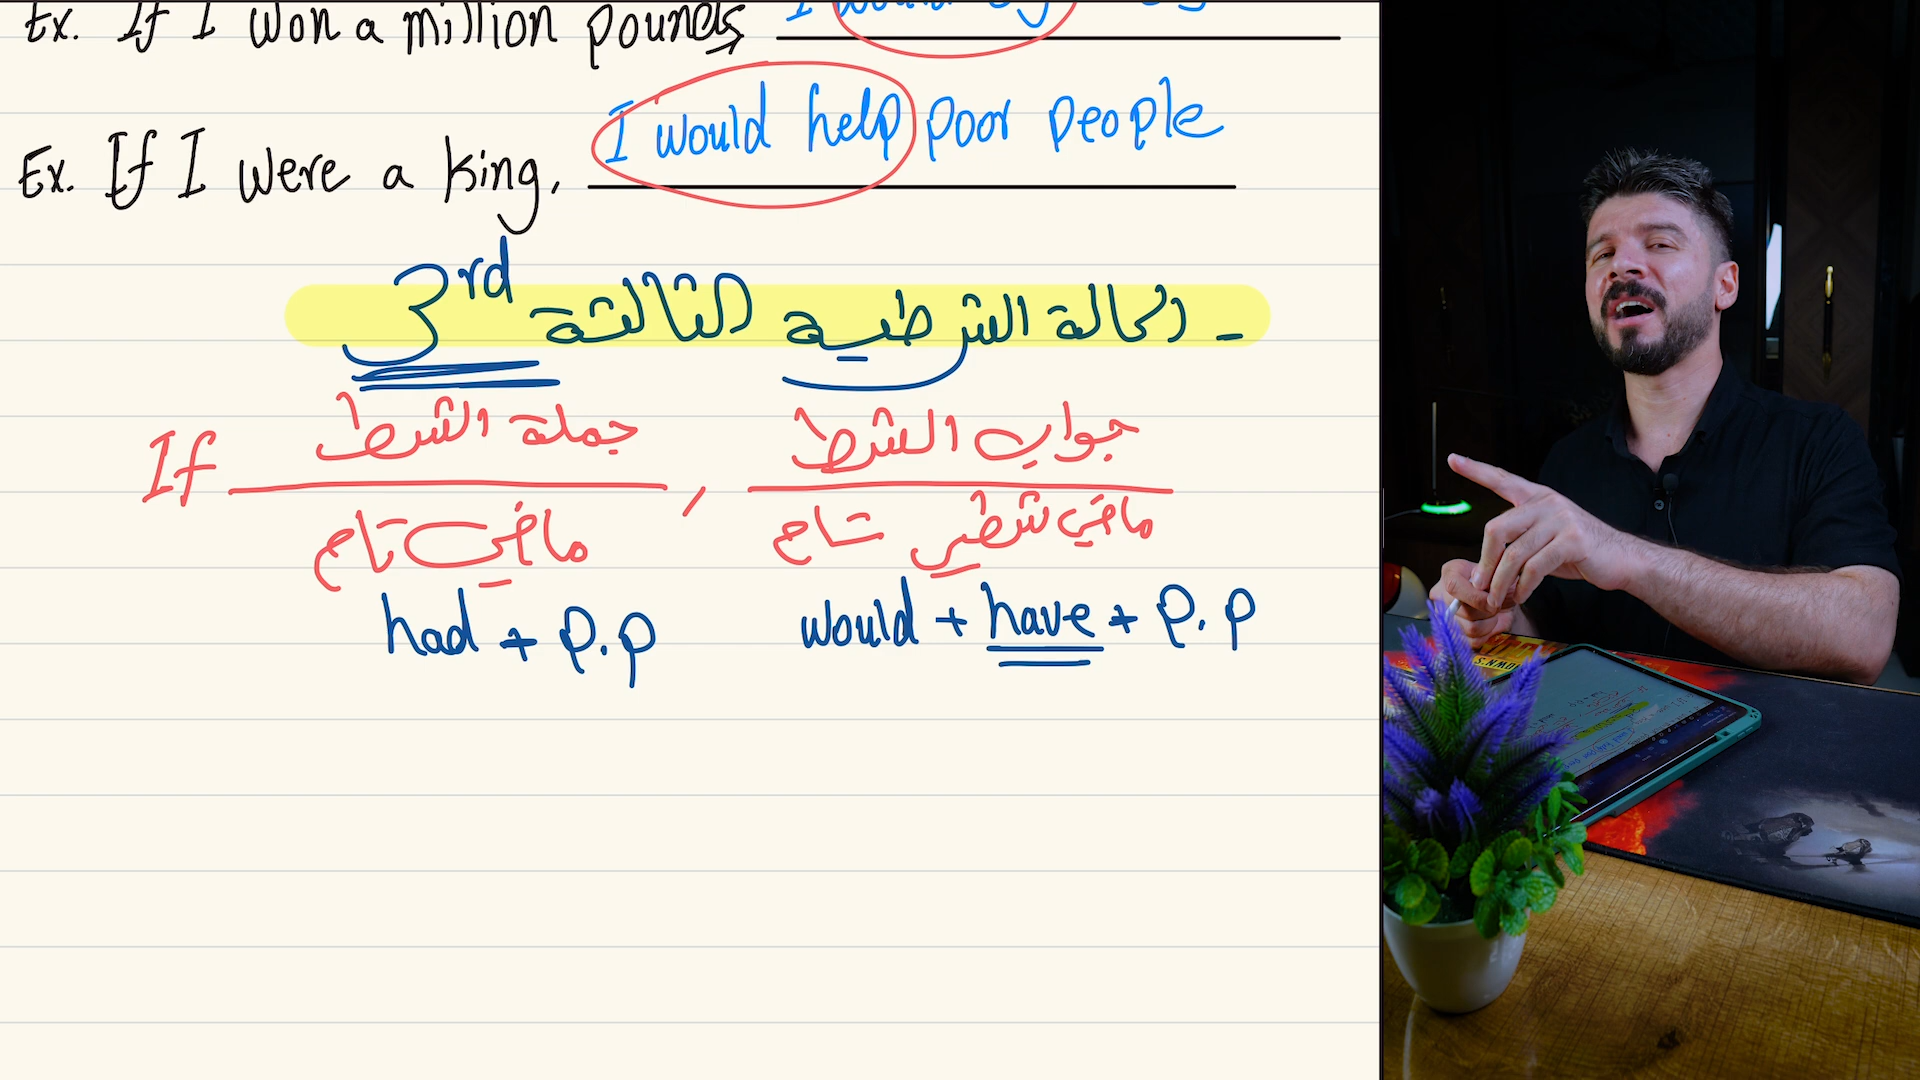 Ex. If I won a million pounds
I would help poor people
Ex. If I were a king,
- الحالة الشرطية الثالثة 3rd
If جملة الشرط , جواب الشرط
ماضي تام ماضي شرطي تام
had + P.P would + have + P.P